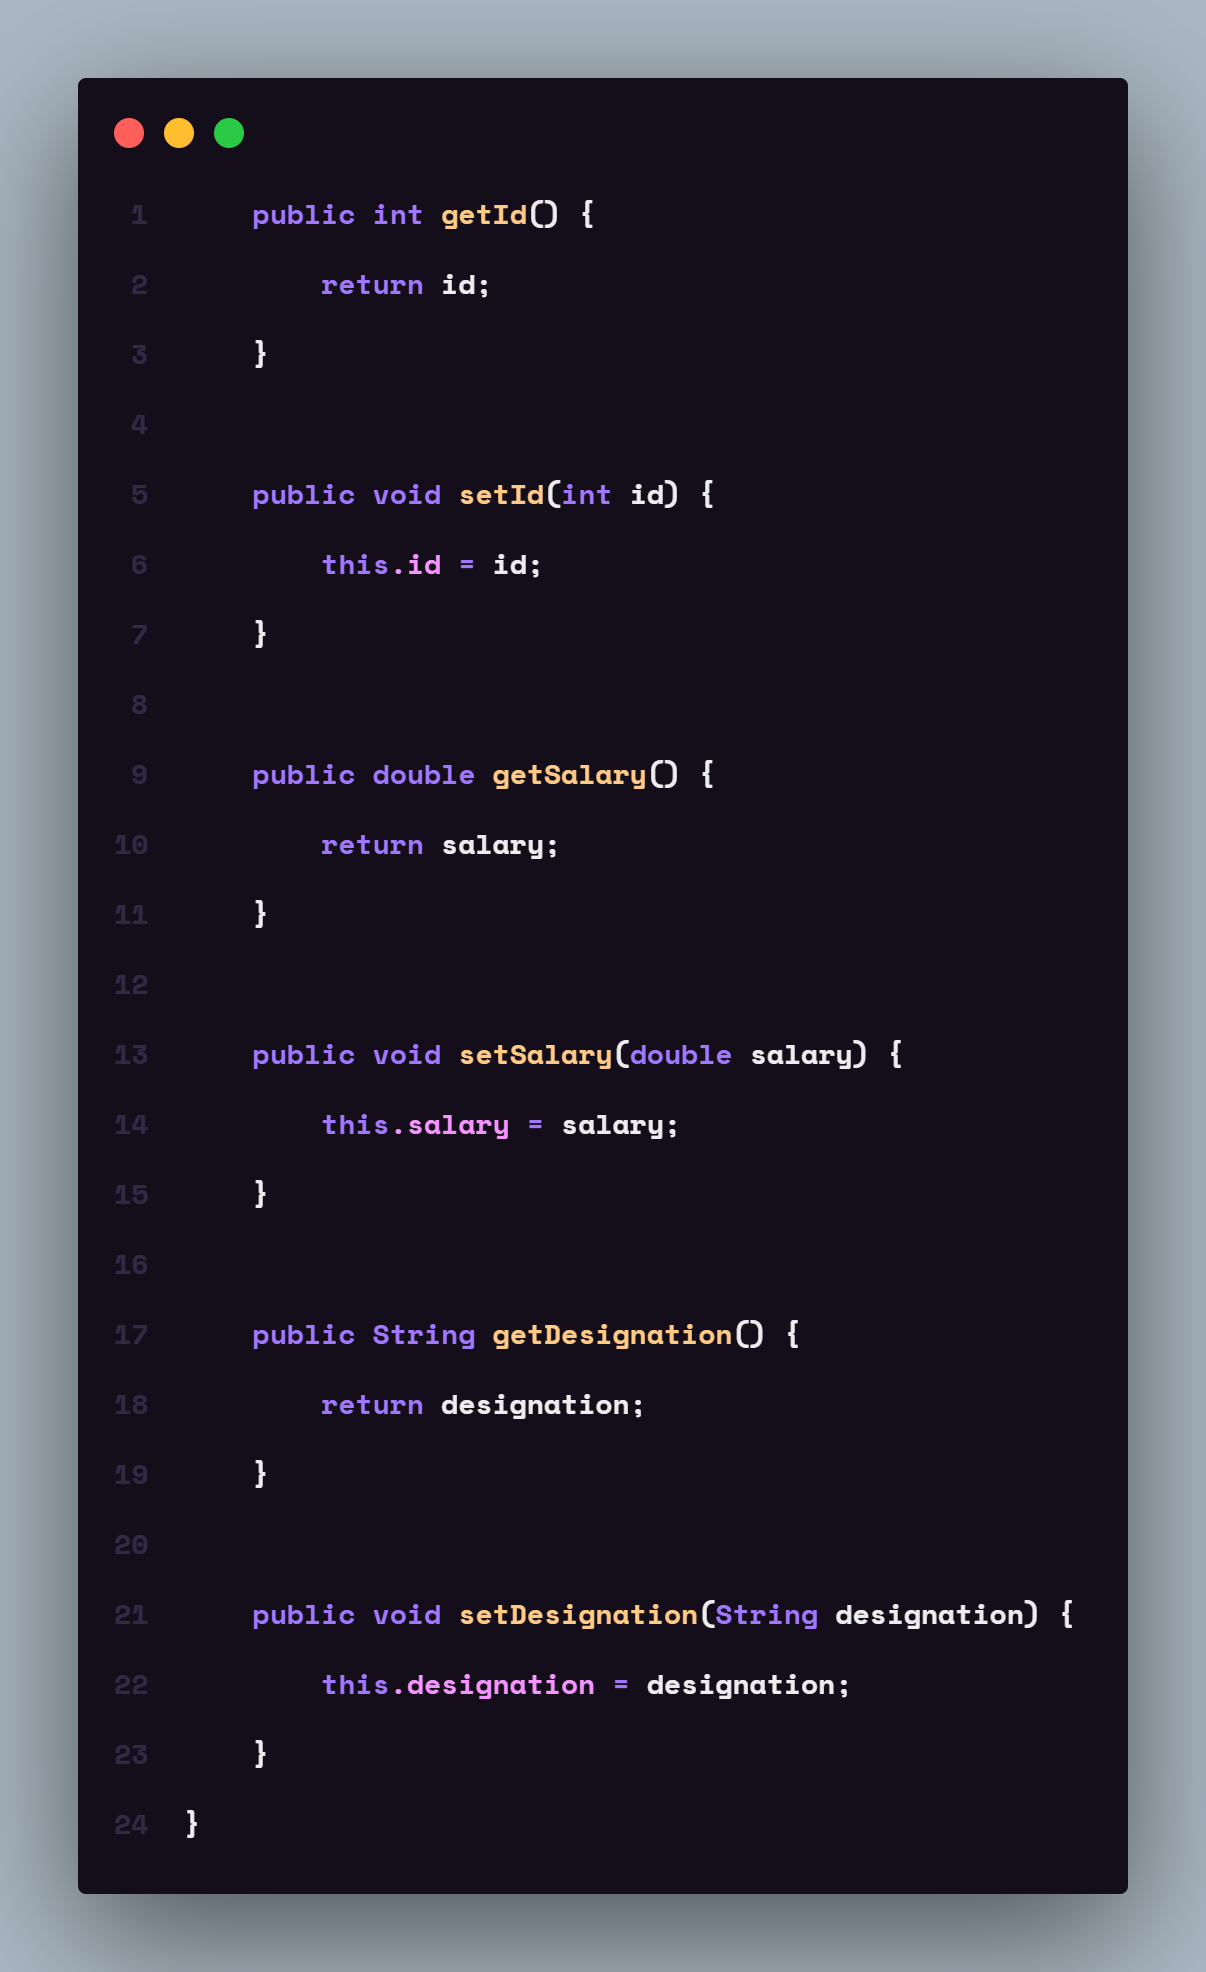 1 public int getId() {
2 return id;
3 }
4
5 public void setId(int id) {
6 this.id = id;
7 }
8
9 public double getSalary() {
10 return salary;
11 }
12
13 public void setSalary(double salary) {
14 this.salary = salary;
15 }
16
17 public String getDesignation() {
18 return designation;
19 }
20
21 public void setDesignation(String designation) {
22 this.designation = designation;
23 }
24 }